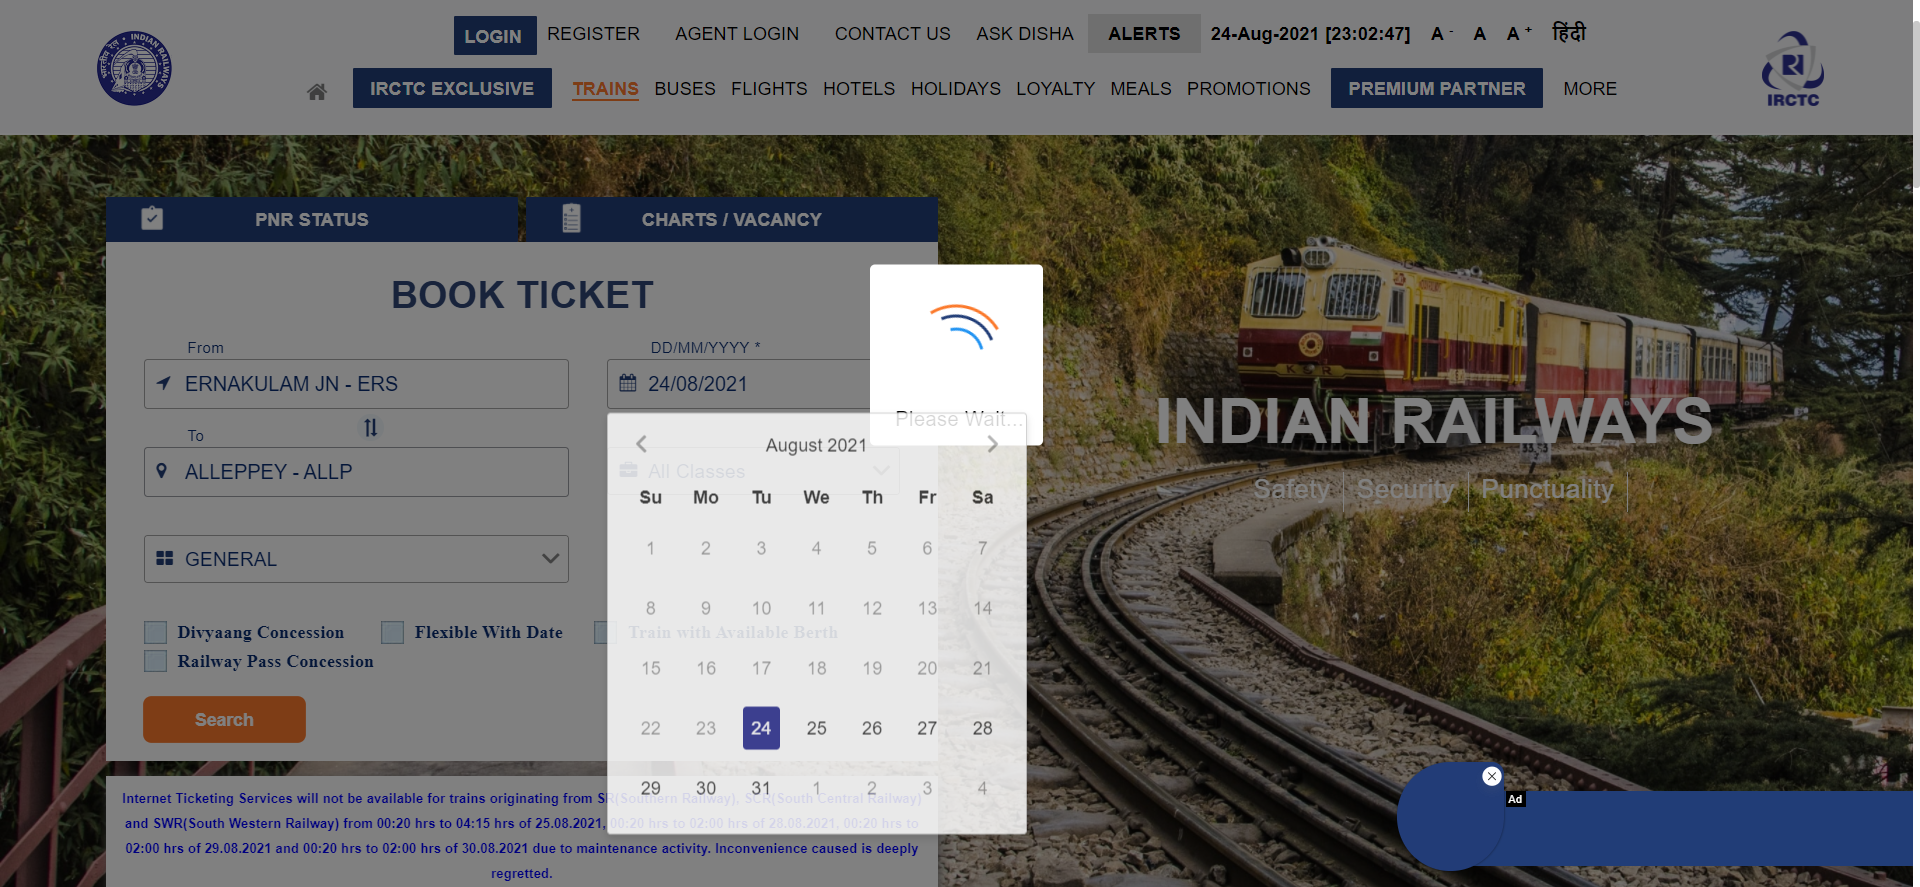 LOGIN REGISTER AGENT LOGIN CONTACT US ASK DISHA ALERTS 24-Aug-2021 [23:02:47] A - A A + हिंदी
INDIAN RAILWAYS
भारतीय रेल
IRCTC EXCLUSIVE TRAINS BUSES FLIGHTS HOTELS HOLIDAYS LOYALTY MEALS PROMOTIONS PREMIUM PARTNER MORE
IRCTC
PNR STATUS CHARTS / VACANCY
BOOK TICKET
From
ERNAKULAM JN - ERS
DD/MM/YYYY *
24/08/2021
To
ALLEPPEY - ALLP
All Classes
GENERAL
Please Wait...
August 2021
Su Mo Tu We Th Fr Sa
1 2 3 4 5 6 7
8 9 10 11 12 13 14
15 16 17 18 19 20 21
22 23 24 25 26 27 28
29 30 31 1 2 3 4
Divyaang Concession Flexible With Date Train with Available Berth
Railway Pass Concession
Search
Internet Ticketing Services will not be available for trains originating from SR(Southern Railway), SCR(South Central Railway)
and SWR(South Western Railway) from 00:20 hrs to 04:15 hrs of 25.08.2021, 00:20 hrs to 02:00 hrs of 28.08.2021, 00:20 hrs to
02:00 hrs of 29.08.2021 and 00:20 hrs to 02:00 hrs of 30.08.2021 due to maintenance activity. Inconvenience caused is deeply
regretted.
INDIAN RAILWAYS
Safety | Security | Punctuality |
Ad